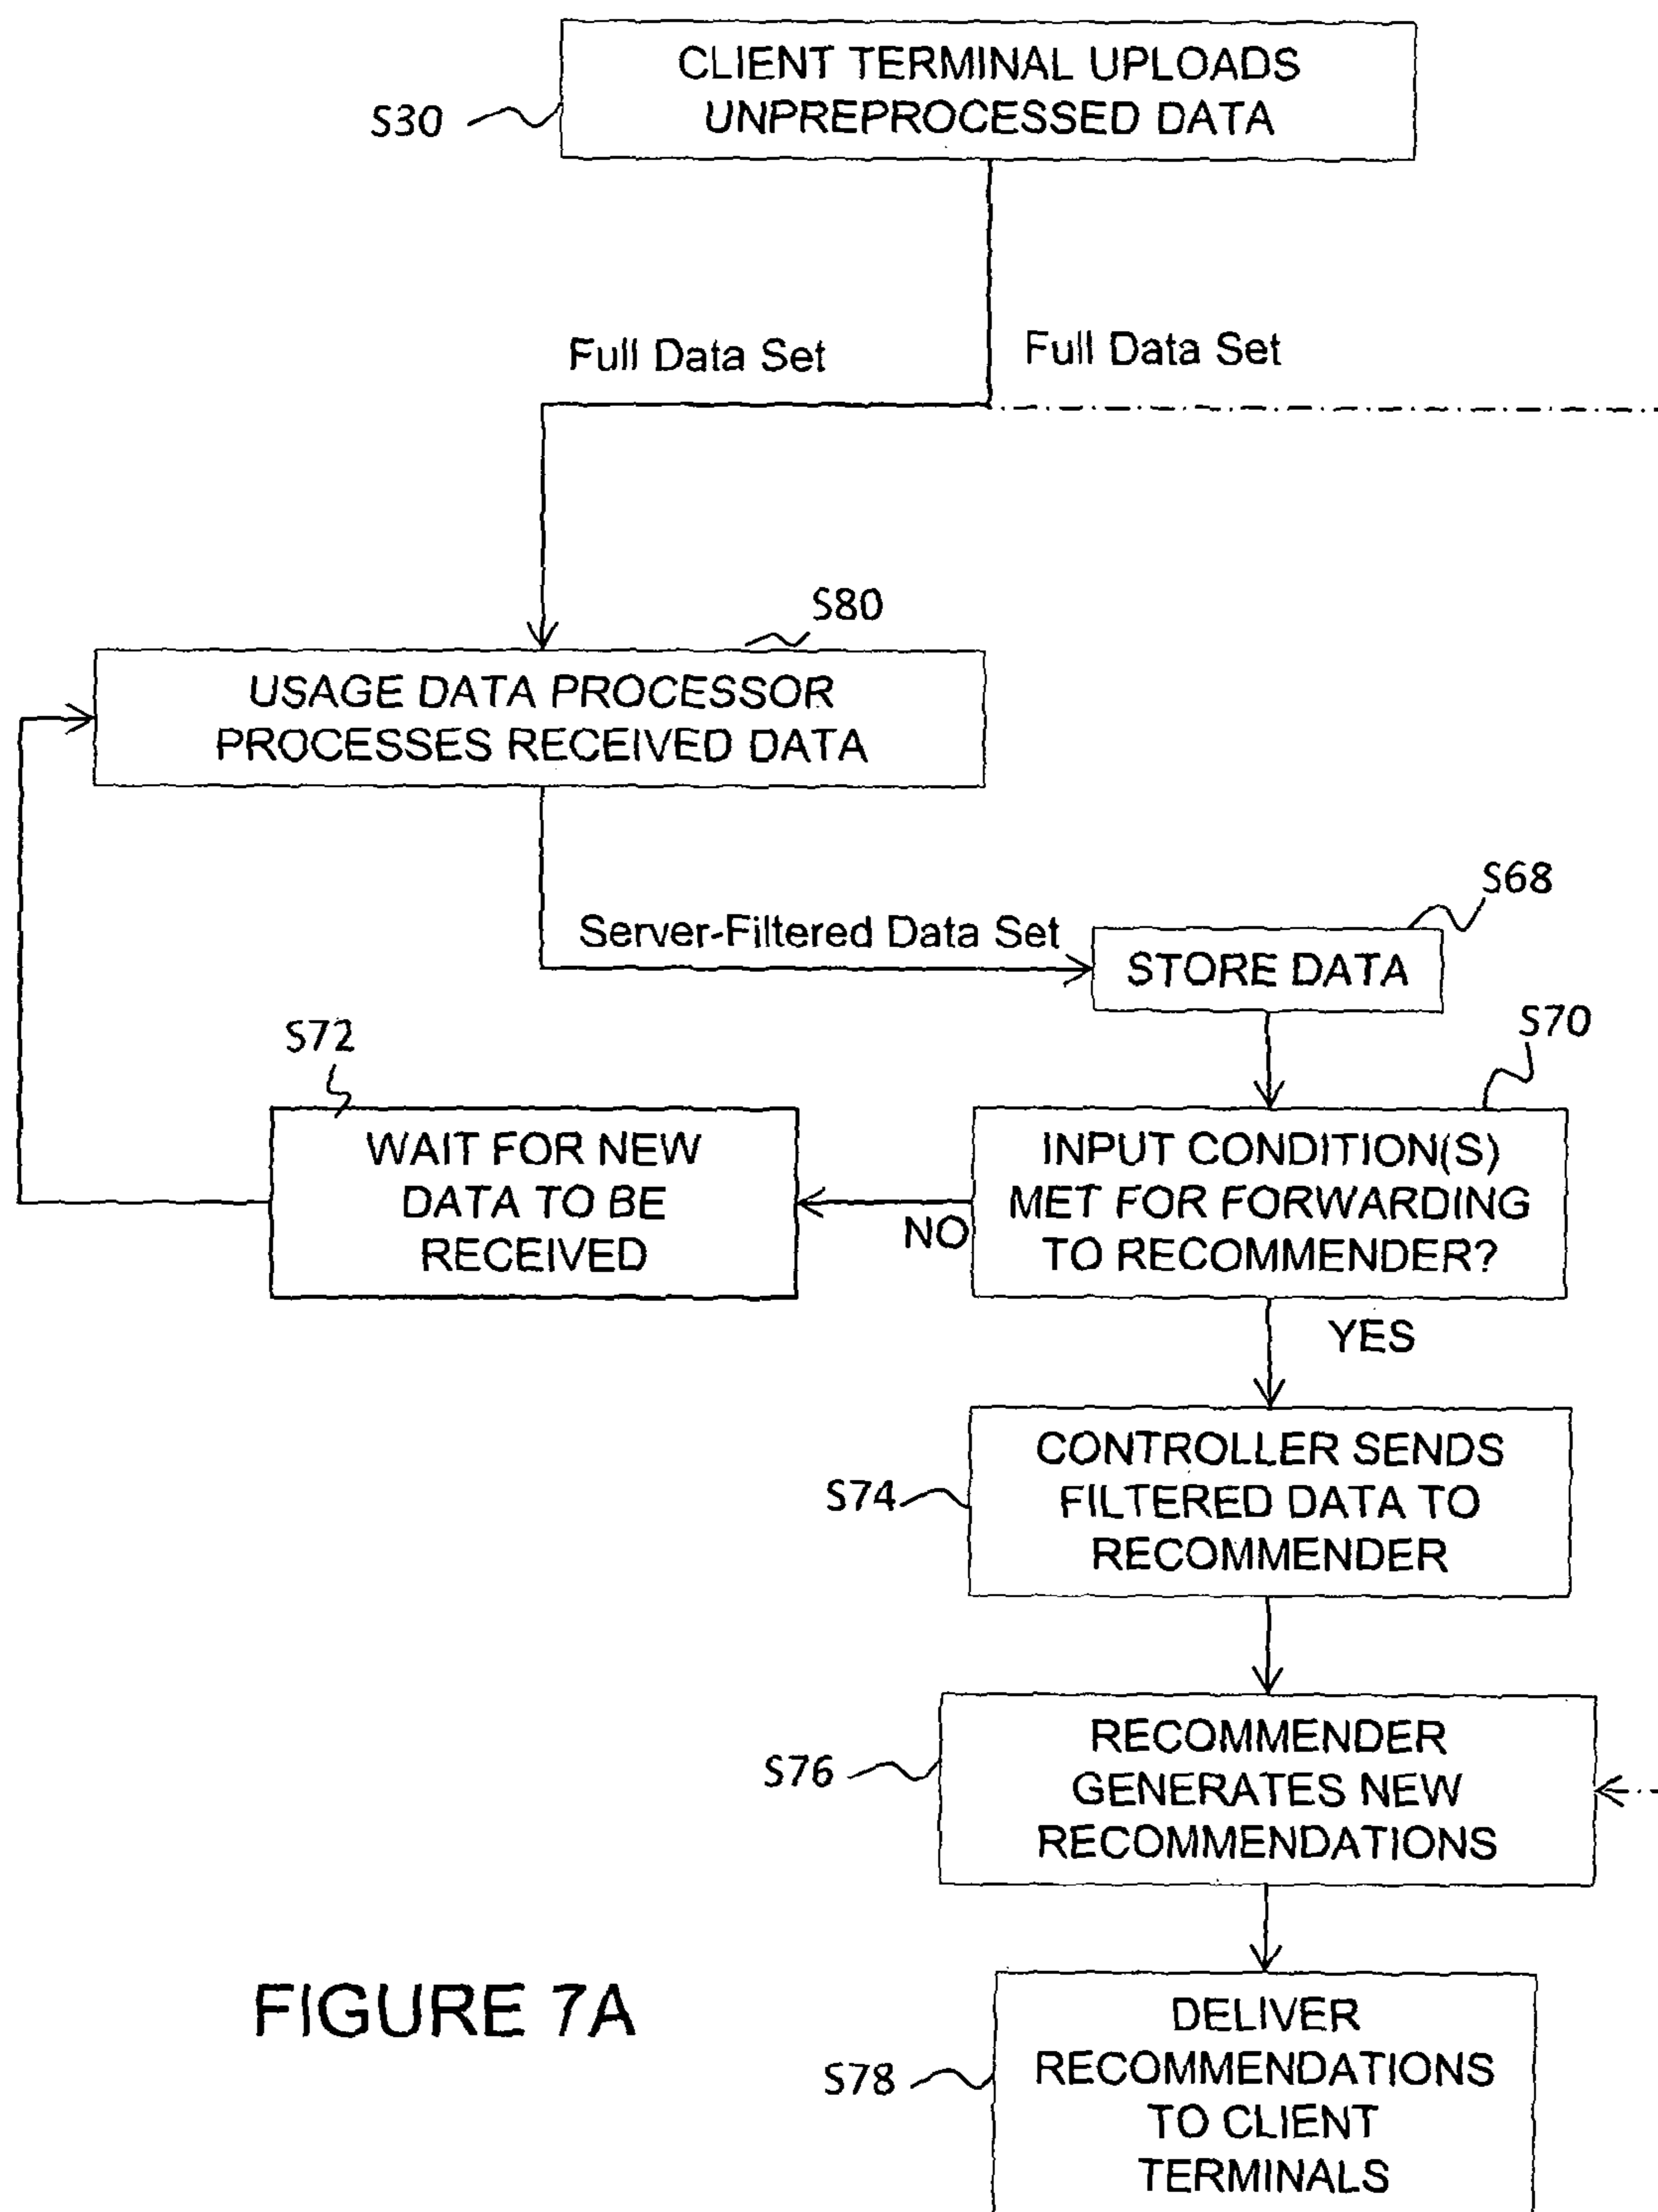 CLIENT TERMINAL UPLOADS
UNPREPROCESSED DATA
S30
Full Data Set
Full Data Set
S80
USAGE DATA PROCESSOR
PROCESSES RECEIVED DATA
S68
Server-Filtered Data Set
STORE DATA
S72
S70
WAIT FOR NEW
DATA TO BE
RECEIVED
NO
INPUT CONDITION(S)
MET FOR FORWARDING
TO RECOMMENDER?
YES
S74
CONTROLLER SENDS
FILTERED DATA TO
RECOMMENDER
S76
RECOMMENDER
GENERATES NEW
RECOMMENDATIONS
FIGURE 7A
S78
DELIVER
RECOMMENDATIONS
TO CLIENT
TERMINALS